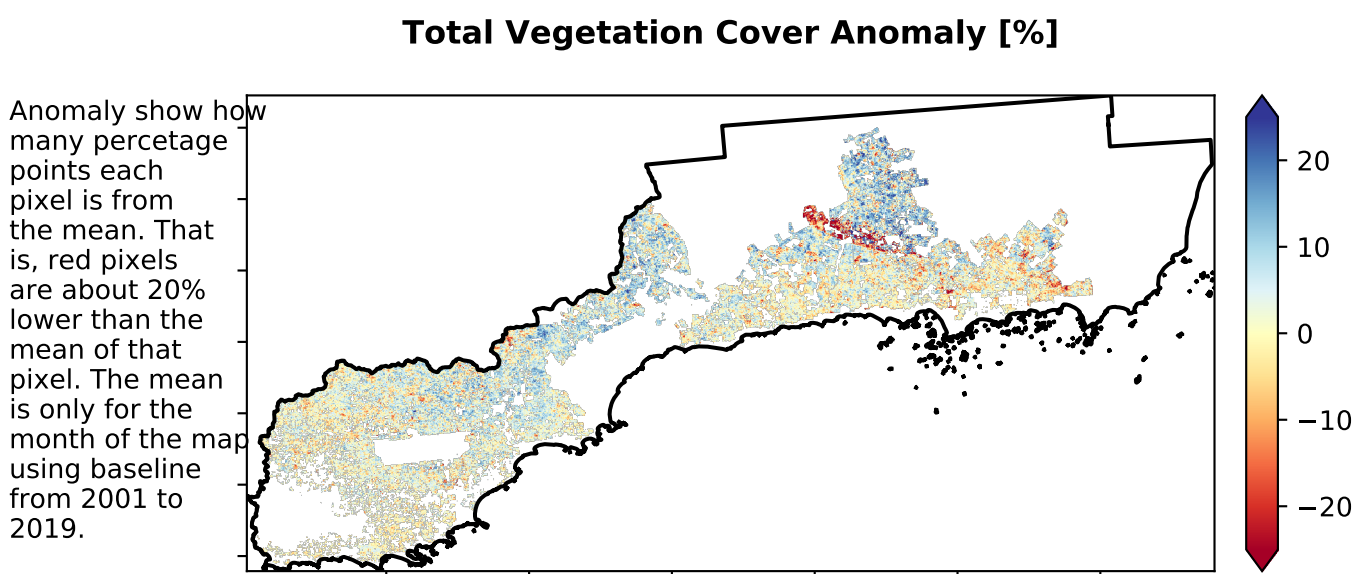 Total Vegetation Cover Anomaly [%]
Anomaly show how
many percetage
points each
pixel is from
the mean. That
is, red pixels
are about 20%
lower than the
mean of that
pixel. The mean
is only for the
month of the map
using baseline
from 2001 to
2019.
20
10
0
−10
−20